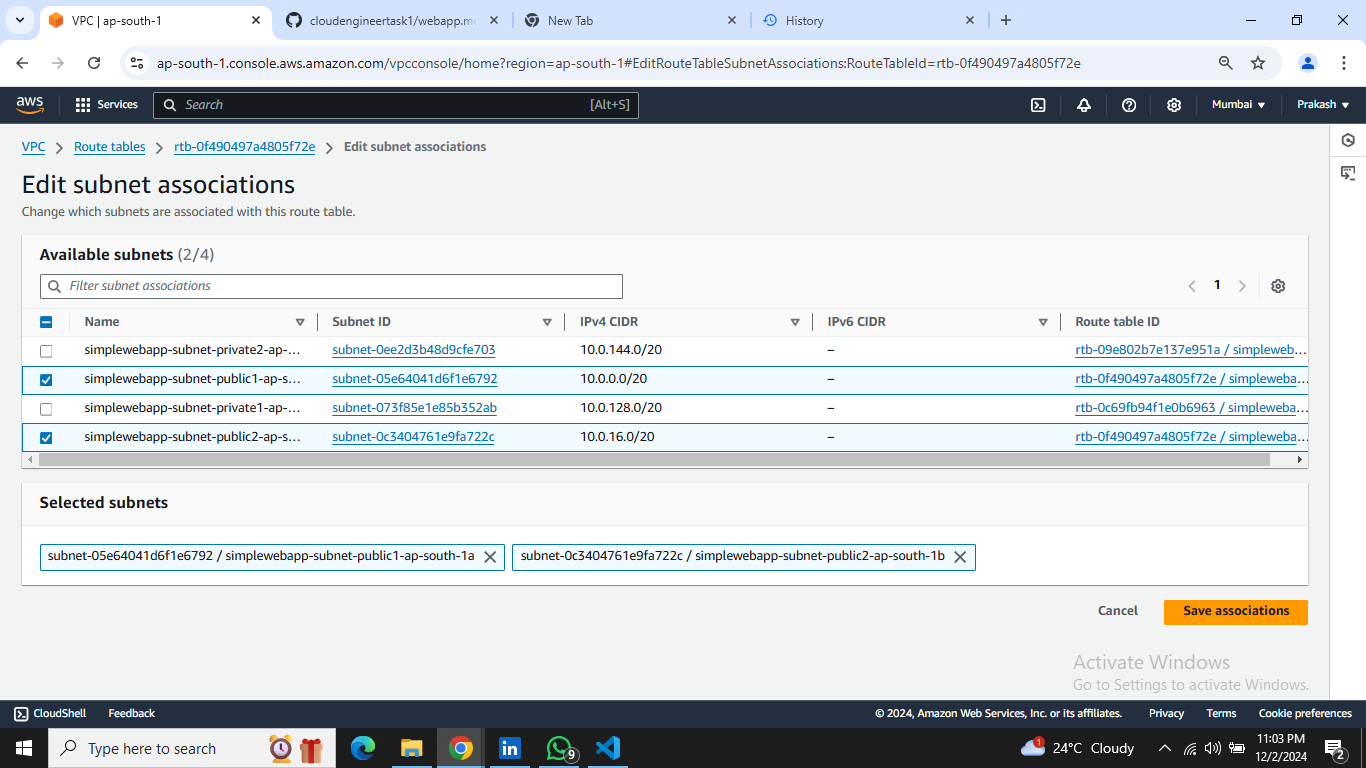 VPC | ap-south-1
cloudengineertask1/webapp.mc
New Tab
History
ap-south-1.console.aws.amazon.com/vpcconsole/home?region=ap-south-1#EditRouteTableSubnetAssociations:RouteTableId=rtb-0f490497a4805f72e
aws Services Search [Alt+S] Mumbai Prakash
VPC Route tables rtb-0f490497a4805f72e Edit subnet associations
Edit subnet associations
Change which subnets are associated with this route table.
Available subnets (2/4)
Filter subnet associations 1
Name Subnet ID IPv4 CIDR IPv6 CIDR Route table ID
simplewebapp-subnet-private2-ap-... subnet-0ee2d3b48d9cfe703 10.0.144.0/20 – rtb-09e802b7e137e951a / simpleweb...
simplewebapp-subnet-public1-ap-s... subnet-05e64041d6f1e6792 10.0.0.0/20 – rtb-0f490497a4805f72e / simpleweba...
simplewebapp-subnet-private1-ap-... subnet-073f85e1e85b352ab 10.0.128.0/20 – rtb-0c69fb94f1e0b6963 / simpleweba...
simplewebapp-subnet-public2-ap-s... subnet-0c3404761e9fa722c 10.0.16.0/20 – rtb-0f490497a4805f72e / simpleweba...
Selected subnets
subnet-05e64041d6f1e6792 / simplewebapp-subnet-public1-ap-south-1a subnet-0c3404761e9fa722c / simplewebapp-subnet-public2-ap-south-1b
Cancel Save associations
Activate Windows
Go to Settings to activate Windows.
CloudShell Feedback © 2024, Amazon Web Services, Inc. or its affiliates. Privacy Terms Cookie preferences
Type here to search 9 1 24°C Cloudy 11:03 PM
12/2/2024 2